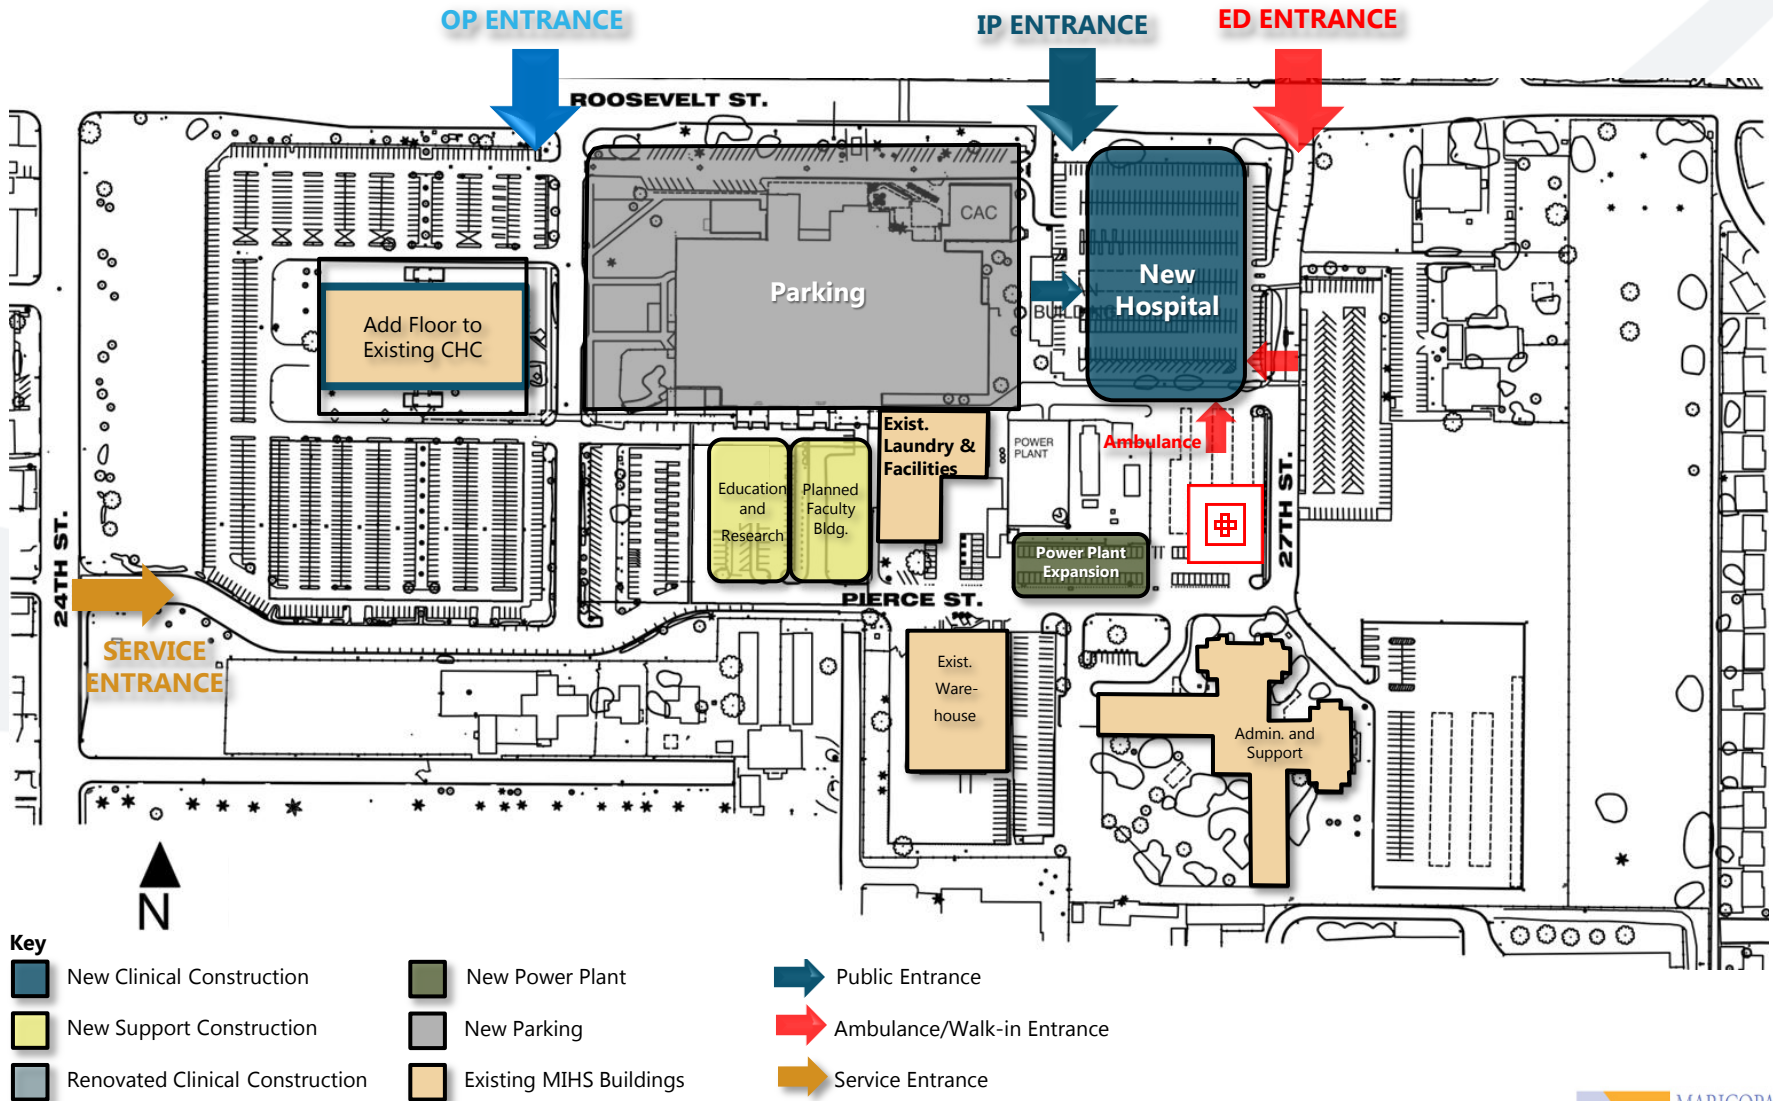 OP ENTRANCE
IP ENTRANCE
ED ENTRANCE
ROOSEVELT ST.
CAC
Parking
New
Hospital
Add Floor to
Existing CHC
Exist.
Laundry &
Facilities
POWER
PLANT
Ambulance
Education
and
Research
Planned
Faculty
Bldg.
Power Plant
Expansion
27TH ST.
24TH ST.
PIERCE ST.
SERVICE
ENTRANCE
Exist.
Ware-
house
Admin. and
Support
N
Key
New Clinical Construction
New Support Construction
Renovated Clinical Construction
New Power Plant
New Parking
Existing MIHS Buildings
Public Entrance
Ambulance/Walk-in Entrance
Service Entrance